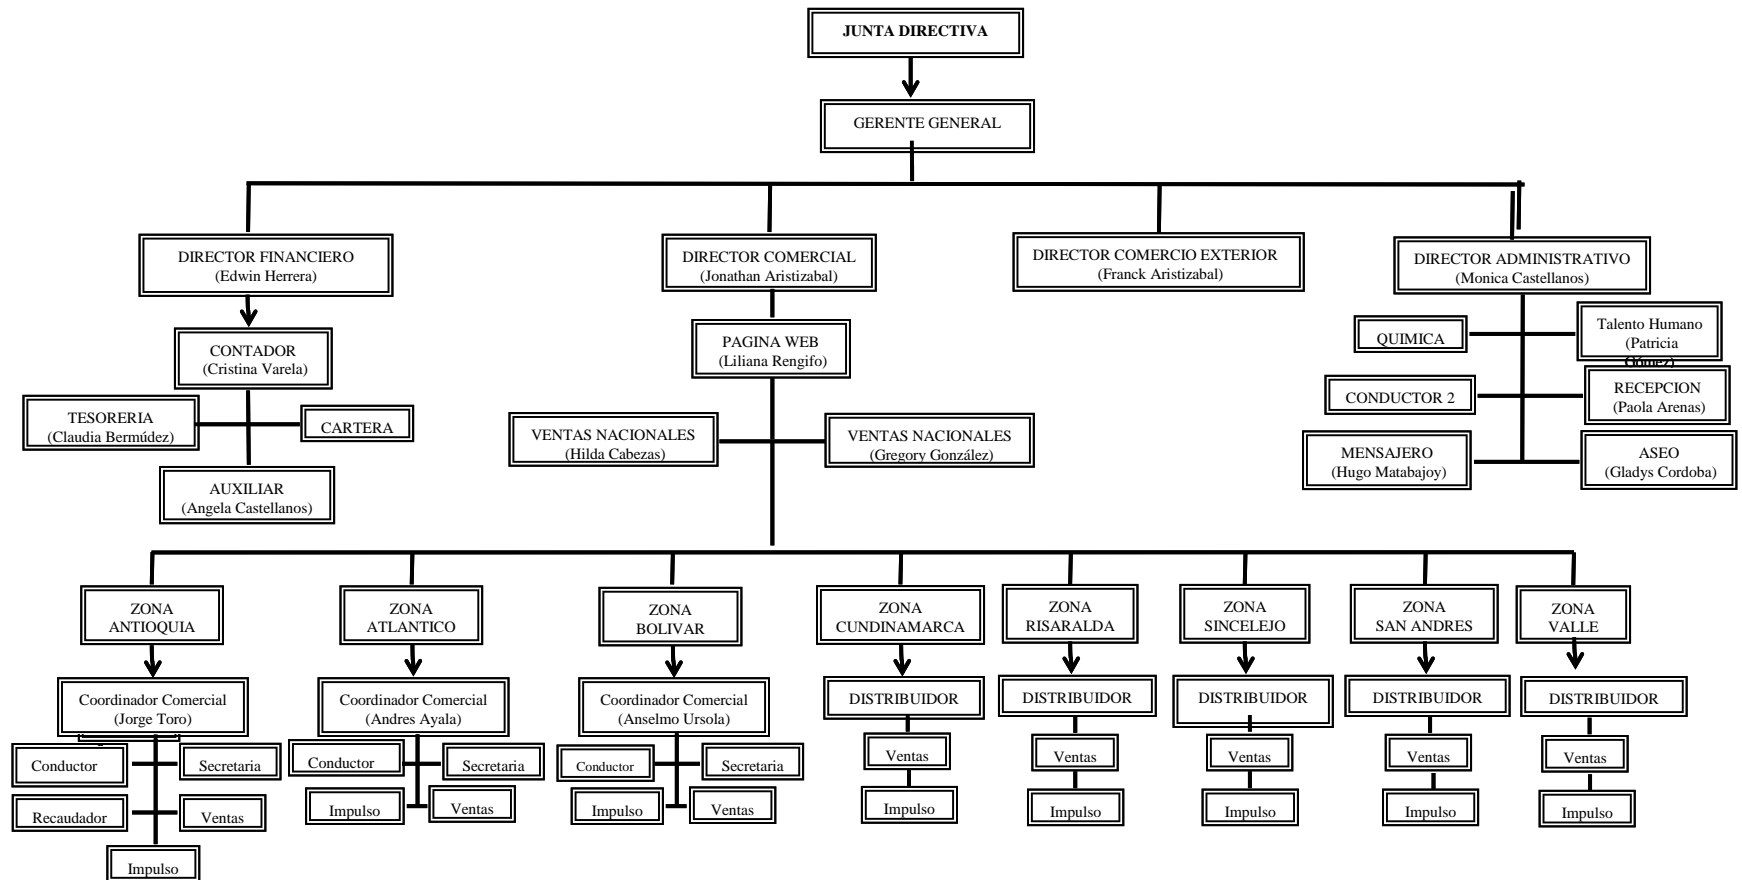 JUNTA DIRECTIVA
GERENTE GENERAL
DIRECTOR FINANCIERO
(Edwin Herrera)
DIRECTOR COMERCIAL
(Jonathan Aristizabal)
DIRECTOR COMERCIO EXTERIOR
(Franck Aristizabal)
DIRECTOR ADMINISTRATIVO
(Monica Castellanos)
CONTADOR
(Cristina Varela)
PAGINA WEB
(Liliana Rengifo)
QUIMICA
Talento Humano
(Patricia
Gómez)
TESORERIA
(Claudia Bermúdez)
CARTERA
CONDUCTOR 2
RECEPCION
(Paola Arenas)
VENTAS NACIONALES
(Hilda Cabezas)
VENTAS NACIONALES
(Gregory González)
MENSAJERO
(Hugo Matabajoy)
ASEO
(Gladys Cordoba)
AUXILIAR
(Angela Castellanos)
ZONA
ANTIOQUIA
ZONA
ATLANTICO
ZONA
BOLIVAR
ZONA
CUNDINAMARCA
ZONA
RISARALDA
ZONA
SINCELEJO
ZONA
SAN ANDRES
ZONA
VALLE
Coordinador Comercial
(Jorge Toro)
Coordinador Comercial
(Andres Ayala)
Coordinador Comercial
(Anselmo Ursola)
DISTRIBUIDOR
DISTRIBUIDOR
DISTRIBUIDOR
DISTRIBUIDOR
DISTRIBUIDOR
Conductor
Secretaria
Conductor
Secretaria
Conductor
Secretaria
Ventas
Ventas
Ventas
Ventas
Ventas
Recaudador
Ventas
Impulso
Ventas
Impulso
Ventas
Impulso
Impulso
Impulso
Impulso
Impulso
Impulso